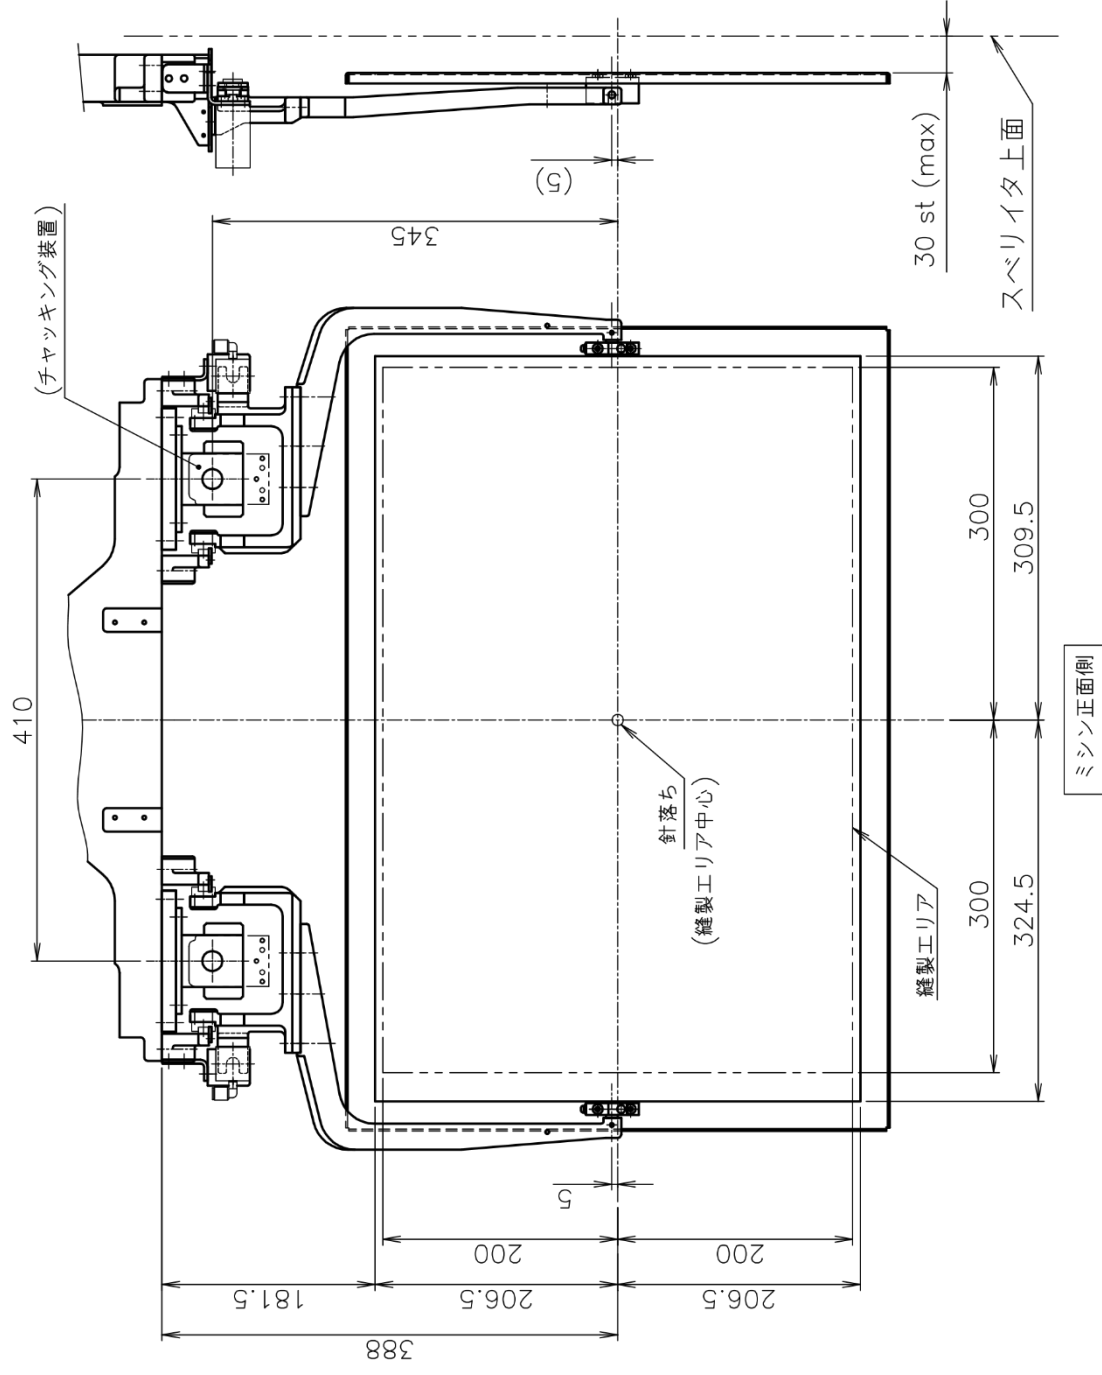 (チャッキング装置)
345
(5)
30 st (max)
スベリイタ上面
410
300
309.5
ミシン正面側
針落ち
(縫製エリア中心)
縫製エリア
300
324.5
5
200
200
181.5
206.5
206.5
388